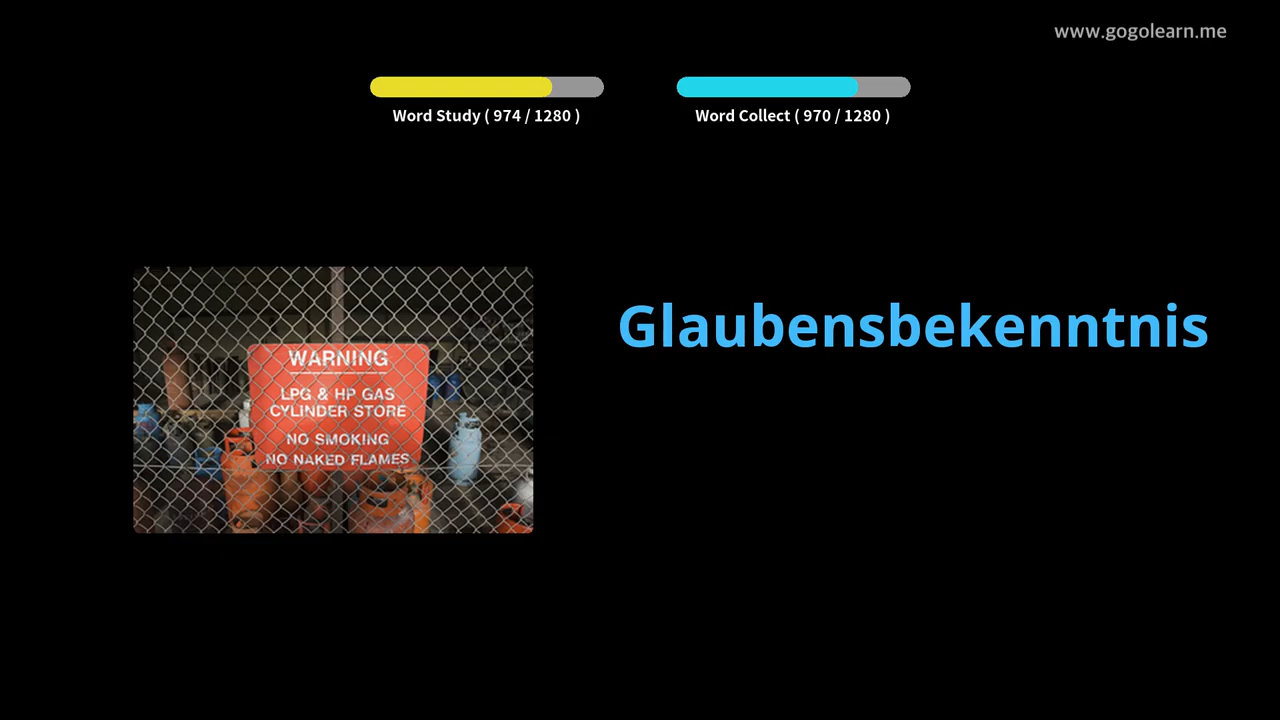 www.gogolearn.me
Word Study ( 974 / 1280 )
Word Collect ( 970 / 1280 )
Glaubensbekenntnis
WARNING
LPG & HP GAS
CYLINDER STORE
NO SMOKING
NO NAKED FLAMES